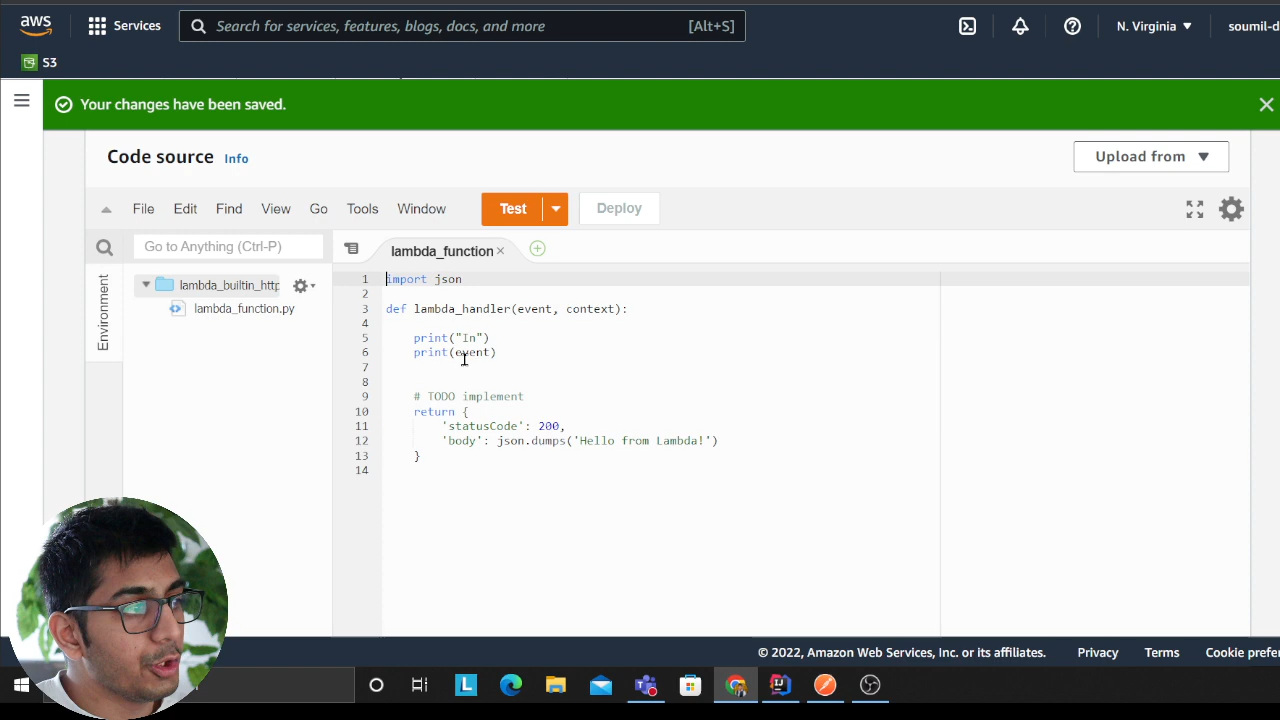 aws
Services
Search for services, features, blogs, docs, and more
[Alt+S]
N. Virginia ▼
soumil-d
S3
Your changes have been saved.
Code source
Info
Upload from ▼
File
Edit
Find
View
Go
Tools
Window
Test
Deploy
Go to Anything (Ctrl-P)
lambda_function
Environment
lambda_builtin_http
lambda_function.py
1 import json
2
3 def lambda_handler(event, context):
4
5 print("In")
6 print(event)
7
8
9 # TODO implement
10 return {
11 'statusCode': 200,
12 'body': json.dumps('Hello from Lambda!')
13 }
14
© 2022, Amazon Web Services, Inc. or its affiliates.
Privacy
Terms
Cookie prefer
L